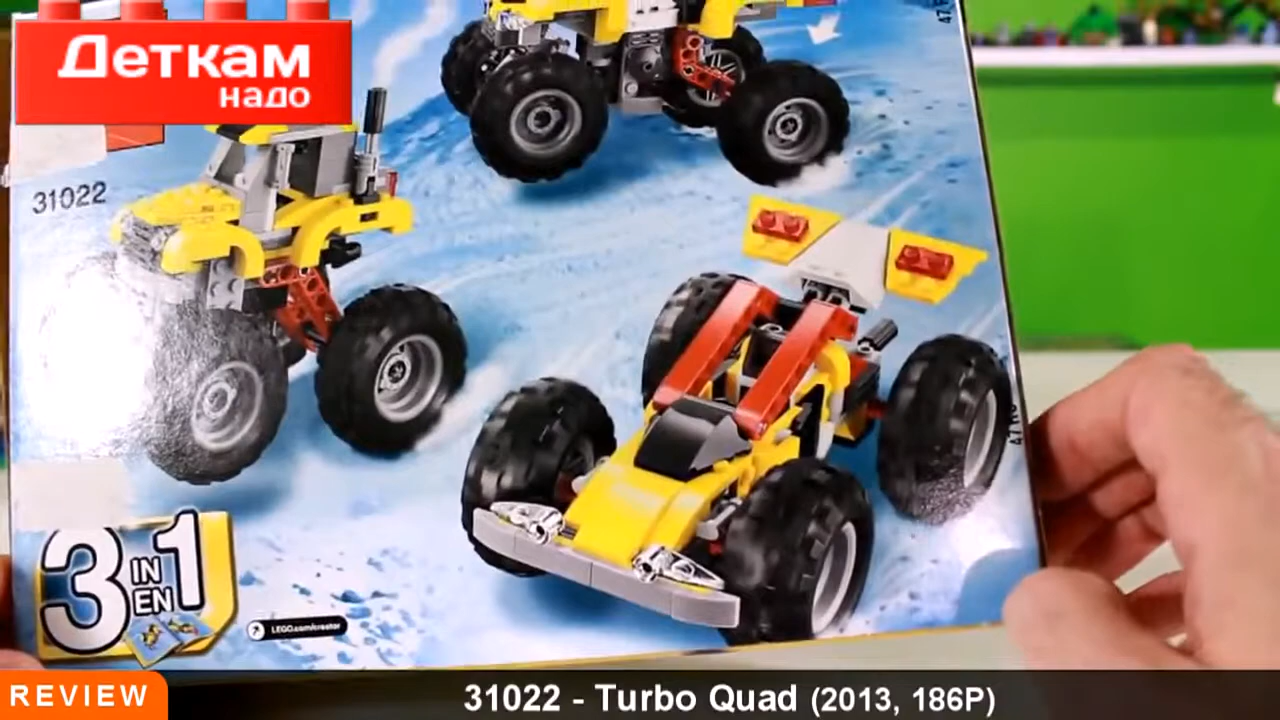 Деткам
надо
31022
3 IN 1
EN
LEGO.com/creator
REVIEW
31022 - Turbo Quad (2013, 186P)